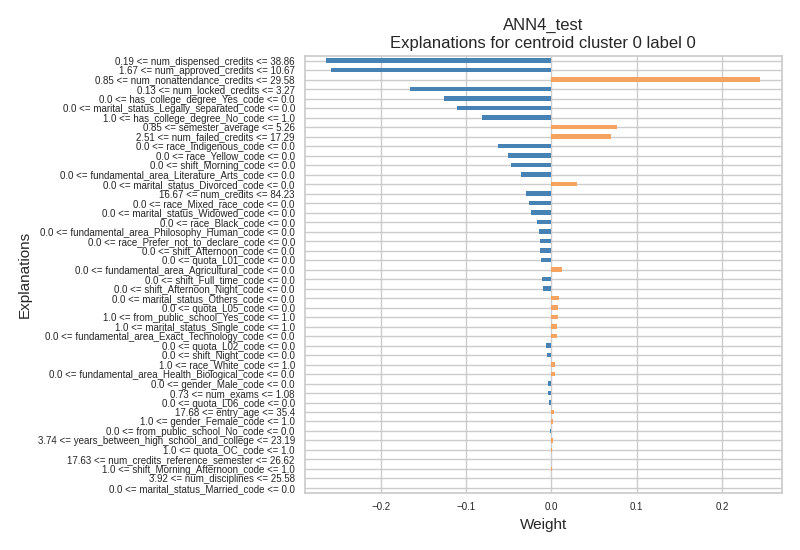 ANN4_test
Explanations for centroid cluster 0 label 0
0.19 <= num_dispensed_credits <= 38.86
1.67 <= num_approved_credits <= 10.67
0.85 <= num_nonattendance_credits <= 29.58
0.13 <= num_locked_credits <= 3.27
0.0 <= has_college_degree_Yes_code <= 0.0
0.0 <= marital_status_Legally_separated_code <= 0.0
1.0 <= has_college_degree_No_code <= 1.0
0.85 <= semester_average <= 5.26
2.51 <= num_failed_credits <= 17.29
0.0 <= race_Indigenous_code <= 0.0
0.0 <= race_Yellow_code <= 0.0
0.0 <= shift_Morning_code <= 0.0
0.0 <= fundamental_area_Literature_Arts_code <= 0.0
0.0 <= marital_status_Divorced_code <= 0.0
16.67 <= num_credits <= 84.23
0.0 <= race_Mixed_race_code <= 0.0
0.0 <= marital_status_Widowed_code <= 0.0
0.0 <= race_Black_code <= 0.0
0.0 <= fundamental_area_Philosophy_Human_code <= 0.0
0.0 <= race_Prefer_not_to_declare_code <= 0.0
0.0 <= shift_Afternoon_code <= 0.0
0.0 <= quota_L01_code <= 0.0
0.0 <= fundamental_area_Agricultural_code <= 0.0
0.0 <= shift_Full_time_code <= 0.0
0.0 <= shift_Afternoon_Night_code <= 0.0
0.0 <= marital_status_Others_code <= 0.0
0.0 <= quota_L05_code <= 0.0
1.0 <= from_public_school_Yes_code <= 1.0
1.0 <= marital_status_Single_code <= 1.0
0.0 <= fundamental_area_Exact_Technology_code <= 0.0
0.0 <= quota_L02_code <= 0.0
0.0 <= shift_Night_code <= 0.0
1.0 <= race_White_code <= 1.0
0.0 <= fundamental_area_Health_Biological_code <= 0.0
0.0 <= gender_Male_code <= 0.0
0.73 <= num_exams <= 1.08
0.0 <= quota_L06_code <= 0.0
17.68 <= entry_age <= 35.4
1.0 <= gender_Female_code <= 1.0
0.0 <= from_public_school_No_code <= 0.0
3.74 <= years_between_high_school_and_college <= 23.19
1.0 <= quota_OC_code <= 1.0
17.63 <= num_credits_reference_semester <= 26.62
1.0 <= shift_Morning_Afternoon_code <= 1.0
3.92 <= num_disciplines <= 25.58
0.0 <= marital_status_Married_code <= 0.0
Explanations
−0.2 −0.1 0.0 0.1 0.2
Weight